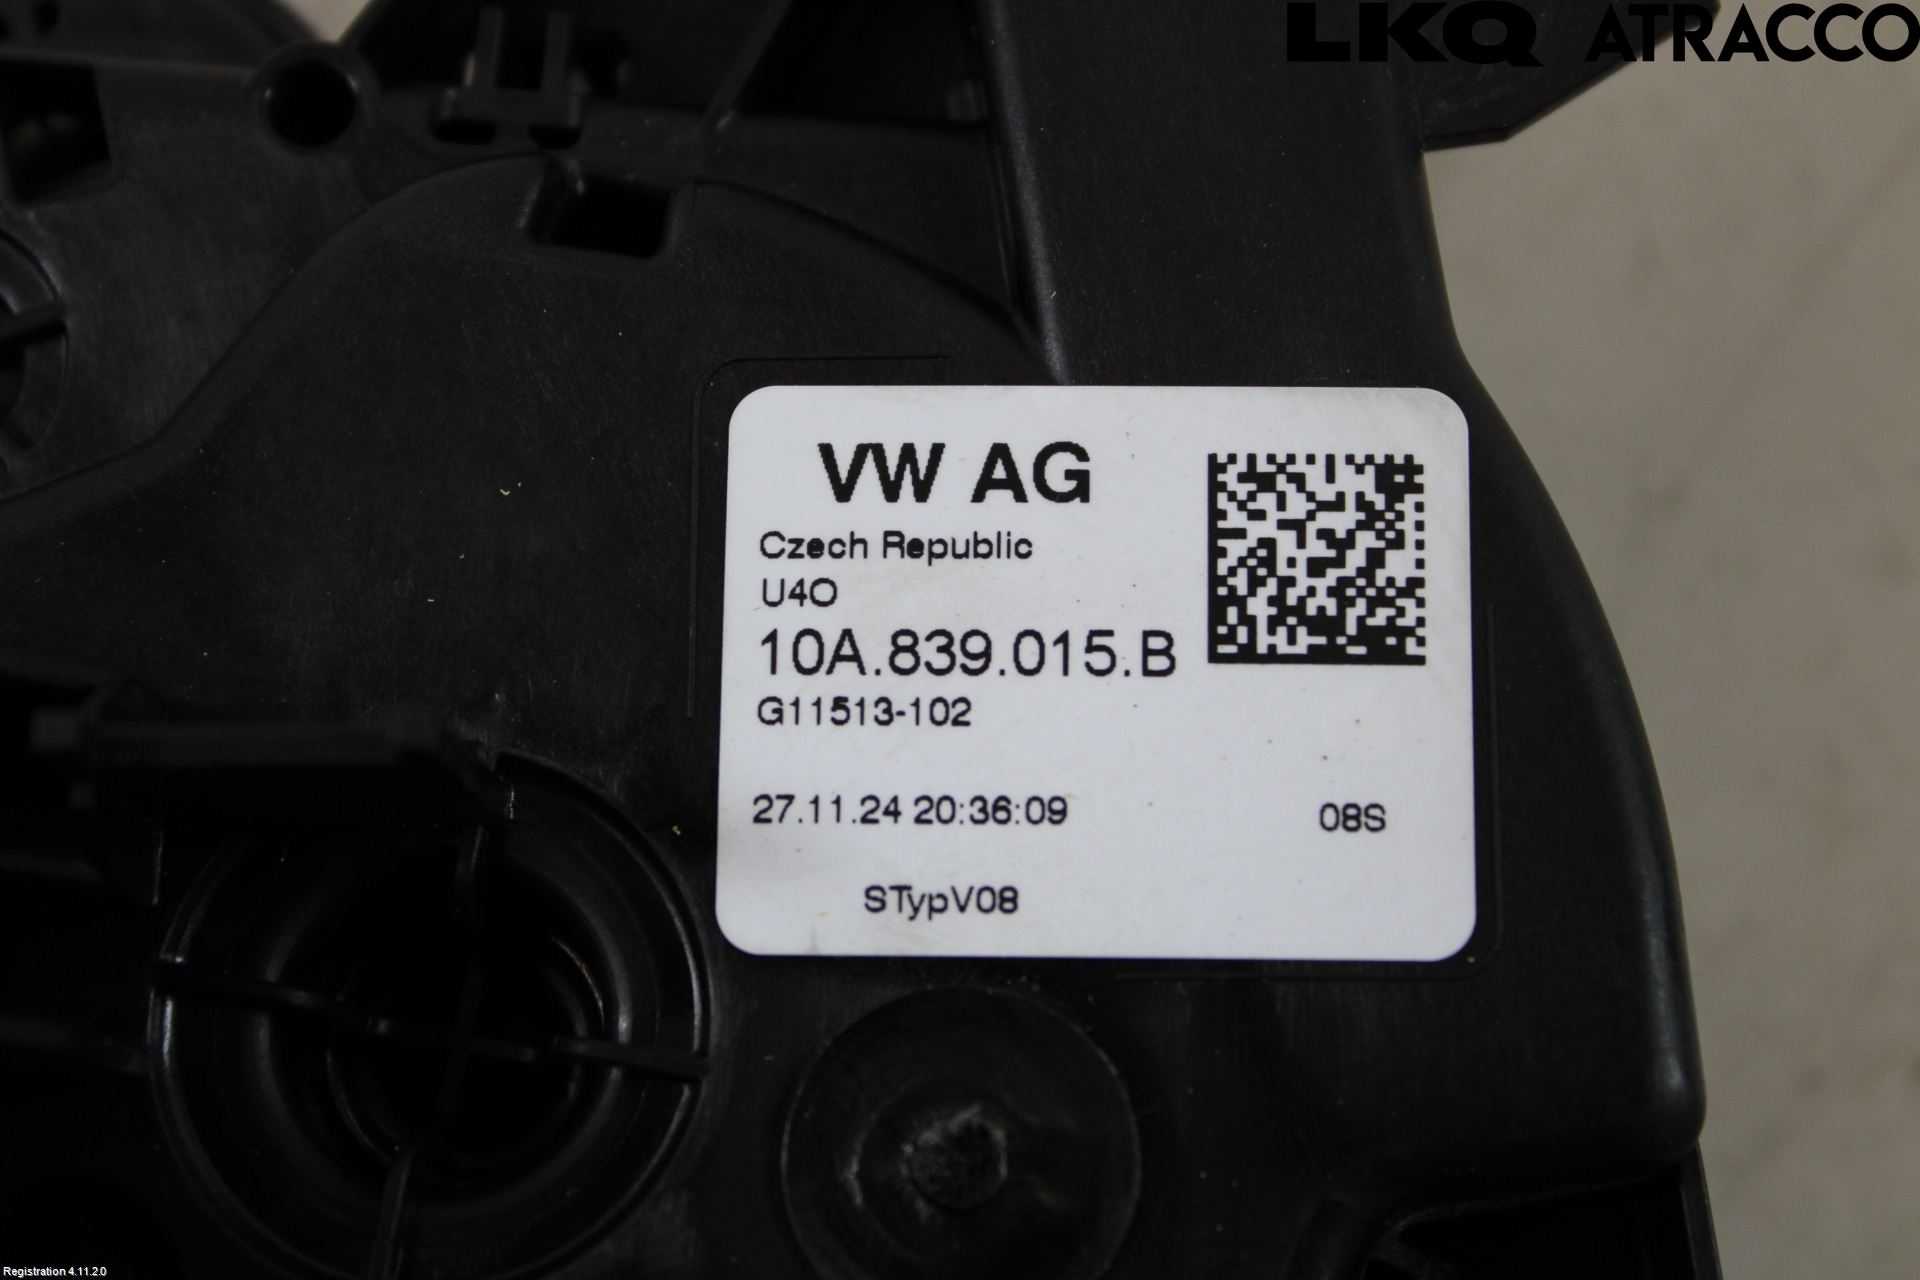 LKQ ATRACCO
VW AG
Czech Republic
U4O
10A.839.015.B
G11513-102
27.11.24 20:36:09 08S
STypV08
Registration 4.11.2.0